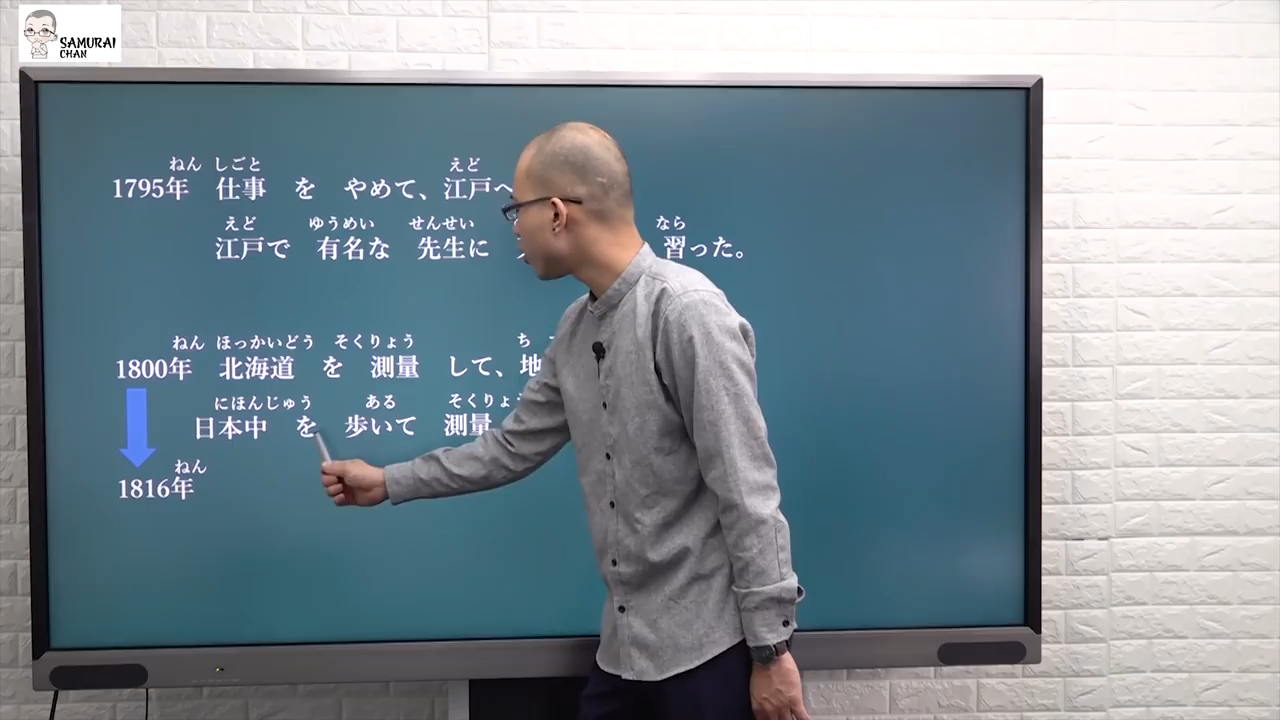 SAMURAI
CHAN
ねん しごと えど
1795年 仕事 を やめて、江戸へ
えど ゆうめい せんせい なら
江戸で 有名な 先生に 習った。
ねん ほっかいどう そくりょう ち
1800年 北海道 を 測量 して、地
にほんじゅう ある そくりょう
日本中 を 歩いて 測量
ねん
1816年